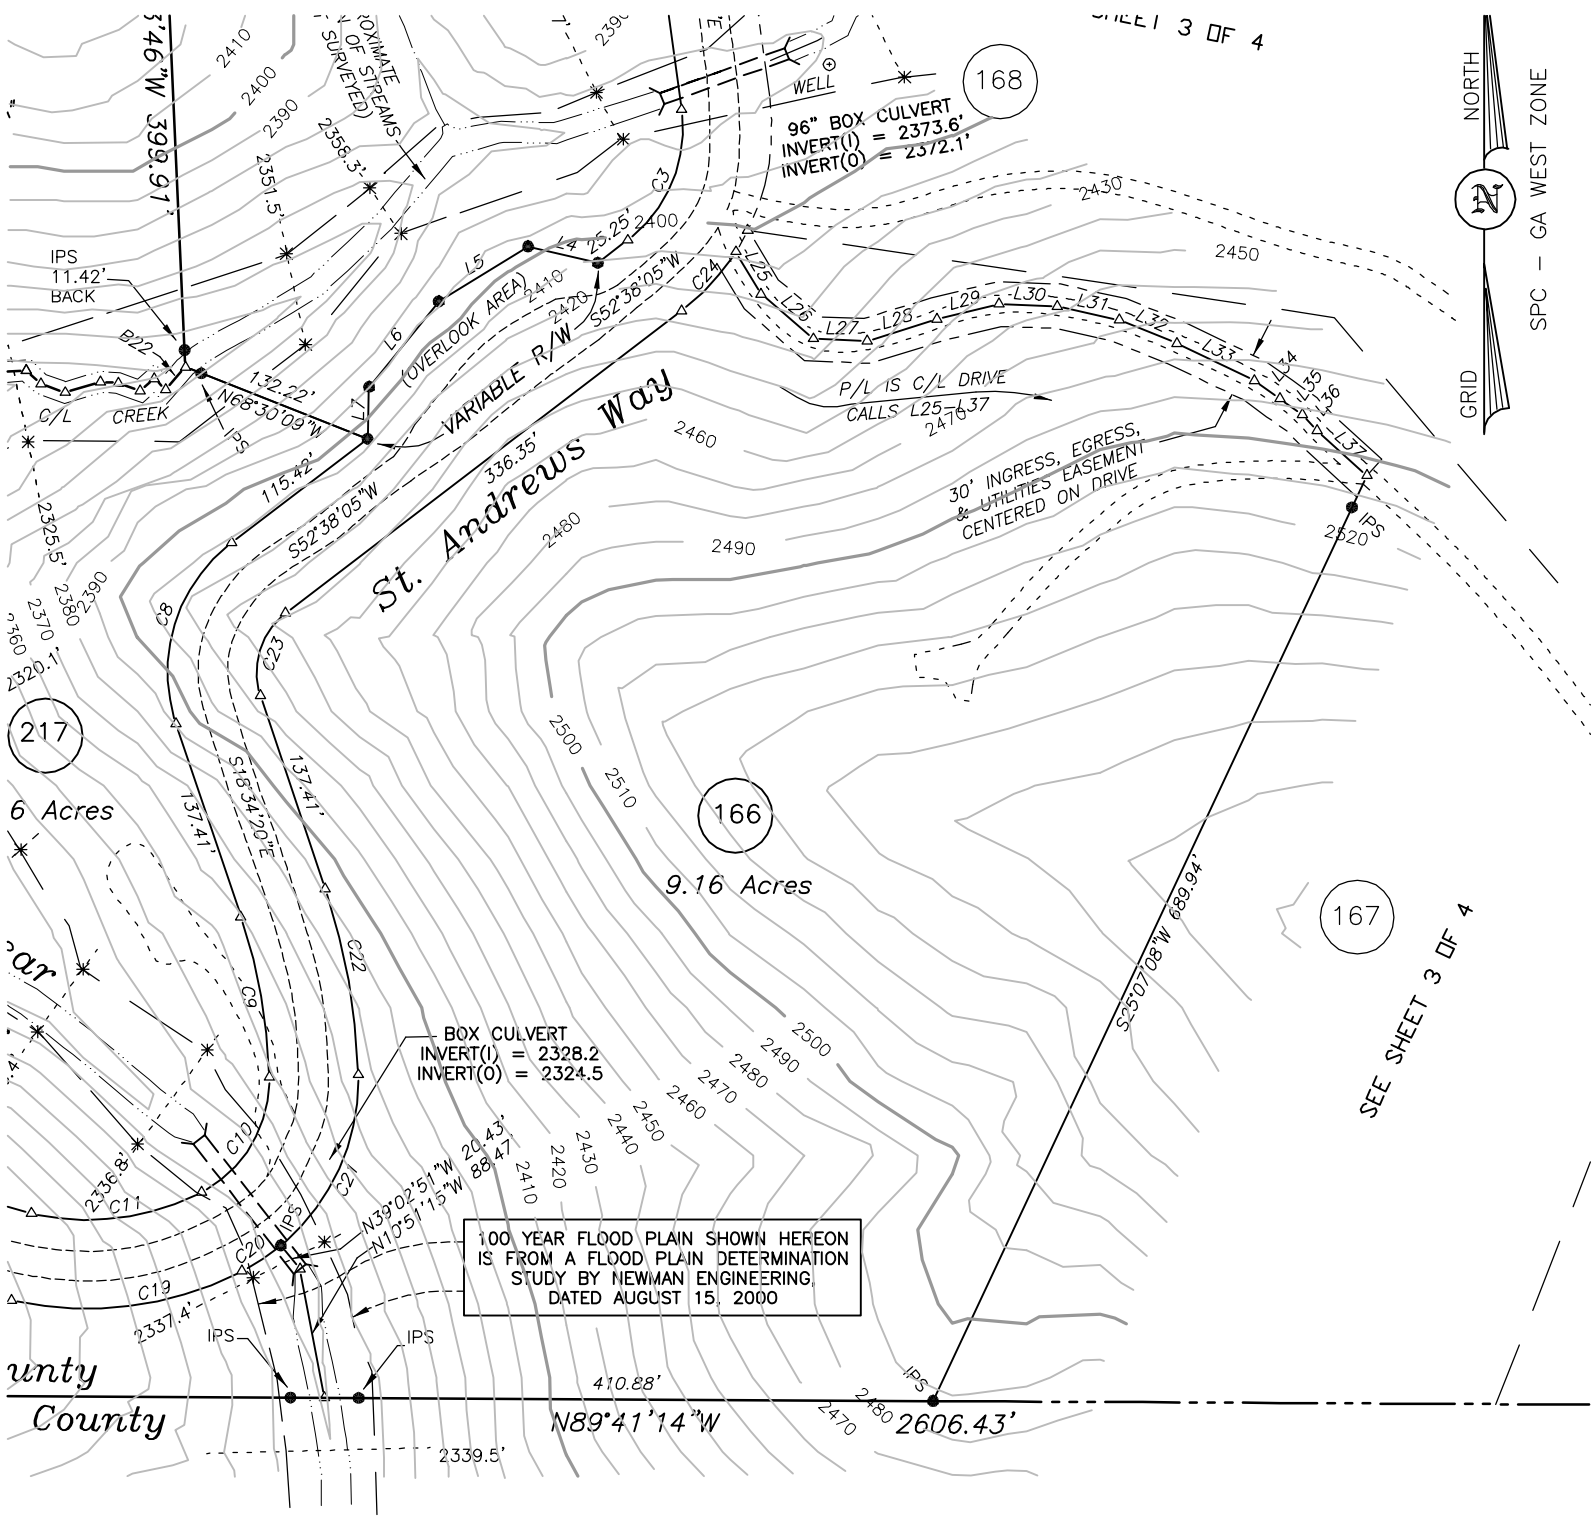 SHEET 3 OF 4
3'46"W 399.91'
2410
2400
2390
2358.3'
2351.5'
OXIMATE
OF STREAMS
SURVEYED)
2390
WELL
168
96" BOX CULVERT
INVERT(I) = 2373.6'
INVERT(O) = 2372.1'
NORTH
GRID
N
SPC - GA WEST ZONE
2430
2450
C3
2400
25.25'
L4
L5
L6
L7
2410
2420
(OVERLOOK AREA)
S52°38'05"W
C24
VARIABLE R/W
IPS
11.42'
BACK
B22
C/L
CREEK
132.22'
N68°30'09"W
IPS
115.42'
S52°38'05"W
336.35'
St. Andrews Way
L25
L26
L27
L28
L29
L30
L31
L32
L33
L34
L35
L36
L37
P/L IS C/L DRIVE
CALLS L25-L37
2470
2460
2480
2490
30' INGRESS, EGRESS,
& UTILITIES EASEMENT
CENTERED ON DRIVE
IPS
2520
2325.5'
2390
2380
2370
2360
2320.1'
C8
C23
217
6 Acres
S18°34'20"E
137.41'
137.41'
2500
2510
166
9.16 Acres
S25°07'08"W 689.94'
167
SEE SHEET 3 OF 4
C22
C9
BOX CULVERT
INVERT(I) = 2328.2
INVERT(O) = 2324.5
2500
2490
2480
2470
2460
2450
2440
2430
2420
2410
C10
C21
2336.8'
C11
IPS
C20
N39°02'51"W 20.43'
N10°51'15"W 88.47'
100 YEAR FLOOD PLAIN SHOWN HEREON
IS FROM A FLOOD PLAIN DETERMINATION
STUDY BY NEWMAN ENGINEERING,
DATED AUGUST 15, 2000
C19
2337.4'
IPS
IPS
unty
County
410.88'
N89°41'14"W
2606.43'
IPS
2480
2470
2339.5'